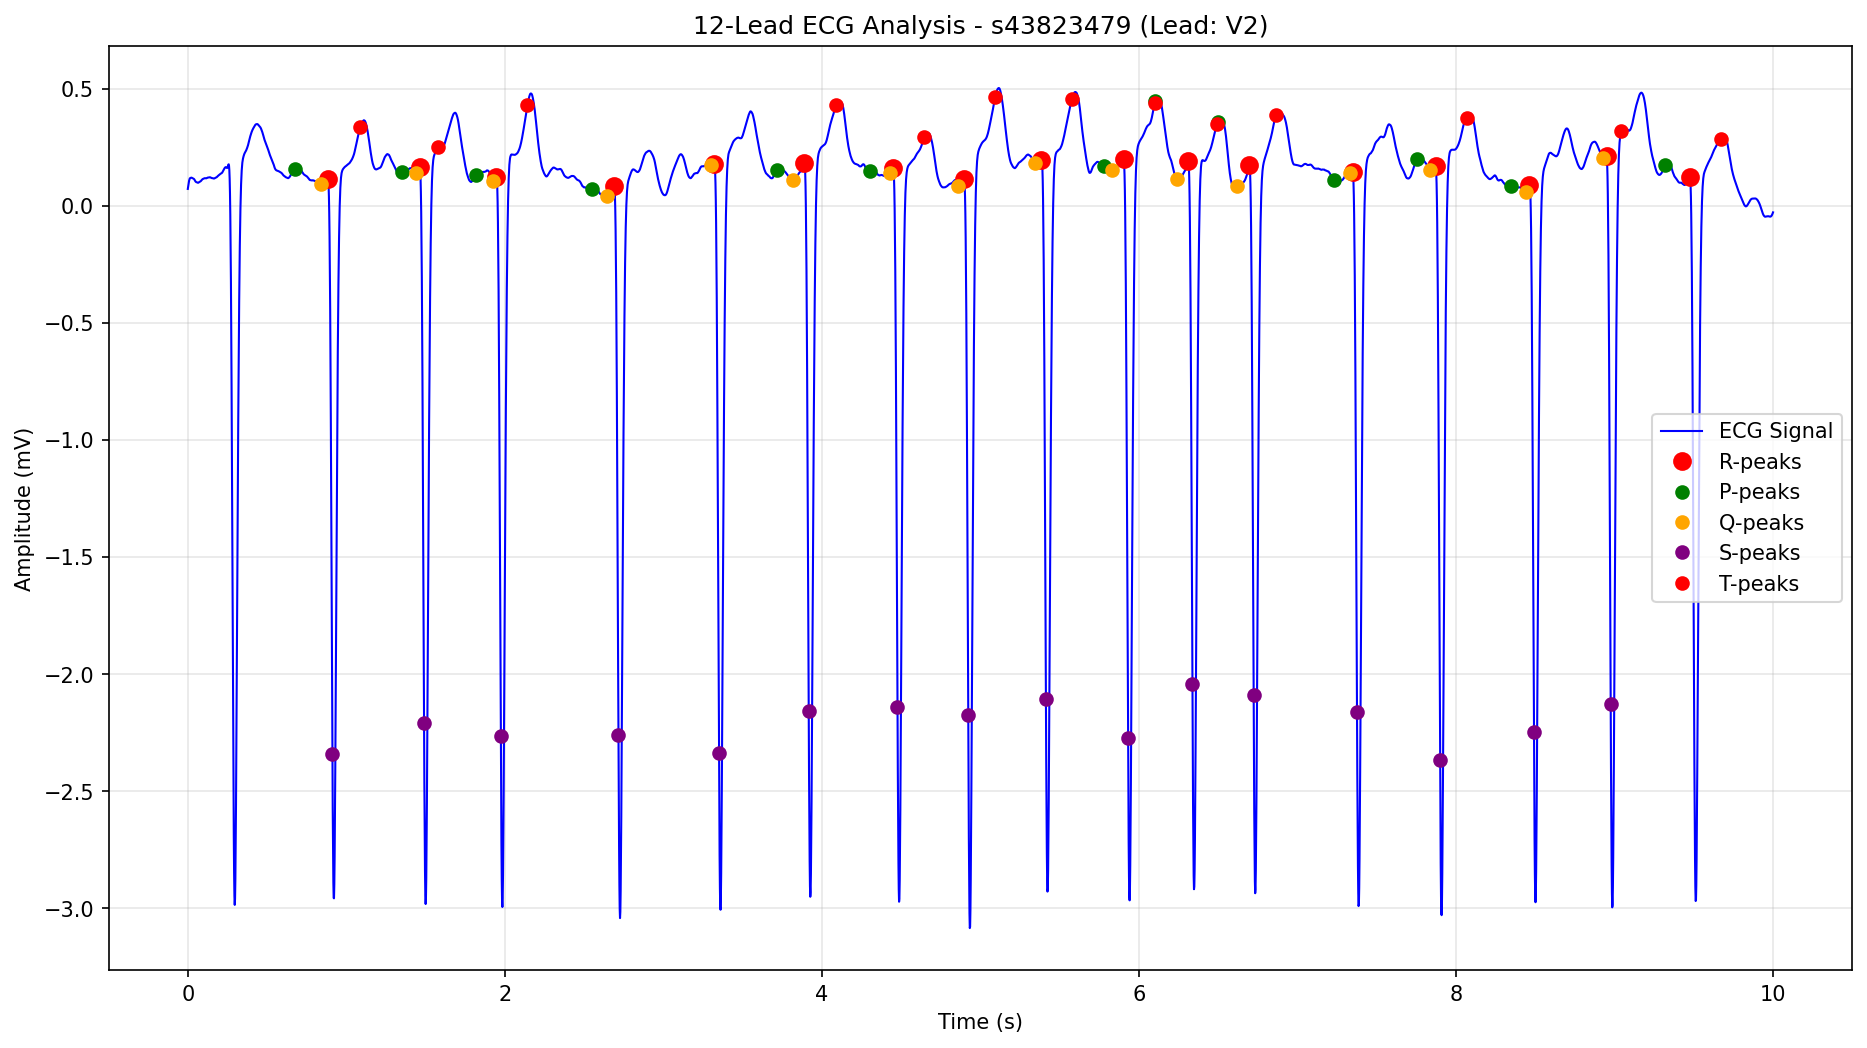 12-Lead ECG Analysis - s43823479 (Lead: V2)
0.5
0.0
−0.5
−1.0
−1.5
−2.0
−2.5
−3.0
Amplitude (mV)
ECG Signal
R-peaks
P-peaks
Q-peaks
S-peaks
T-peaks
0 2 4 6 8 10
Time (s)